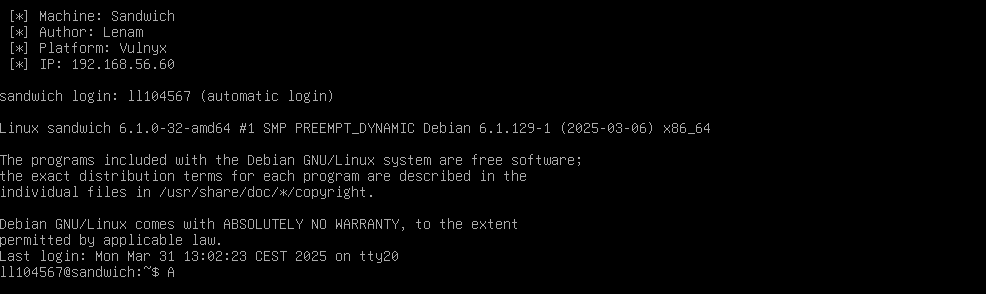 [*] Machine: Sandwich
[*] Author: Lenam
[*] Platform: Vulnyx
[*] IP: 192.168.56.60
sandwich login: ll104567 (automatic login)
Linux sandwich 6.1.0-32-amd64 #1 SMP PREEMPT_DYNAMIC Debian 6.1.129-1 (2025-03-06) x86_64
The programs included with the Debian GNU/Linux system are free software;
the exact distribution terms for each program are described in the
individual files in /usr/share/doc/*/copyright.
Debian GNU/Linux comes with ABSOLUTELY NO WARRANTY, to the extent
permitted by applicable law.
Last login: Mon Mar 31 13:02:23 CEST 2025 on tty20
ll104567@sandwich:~$ A